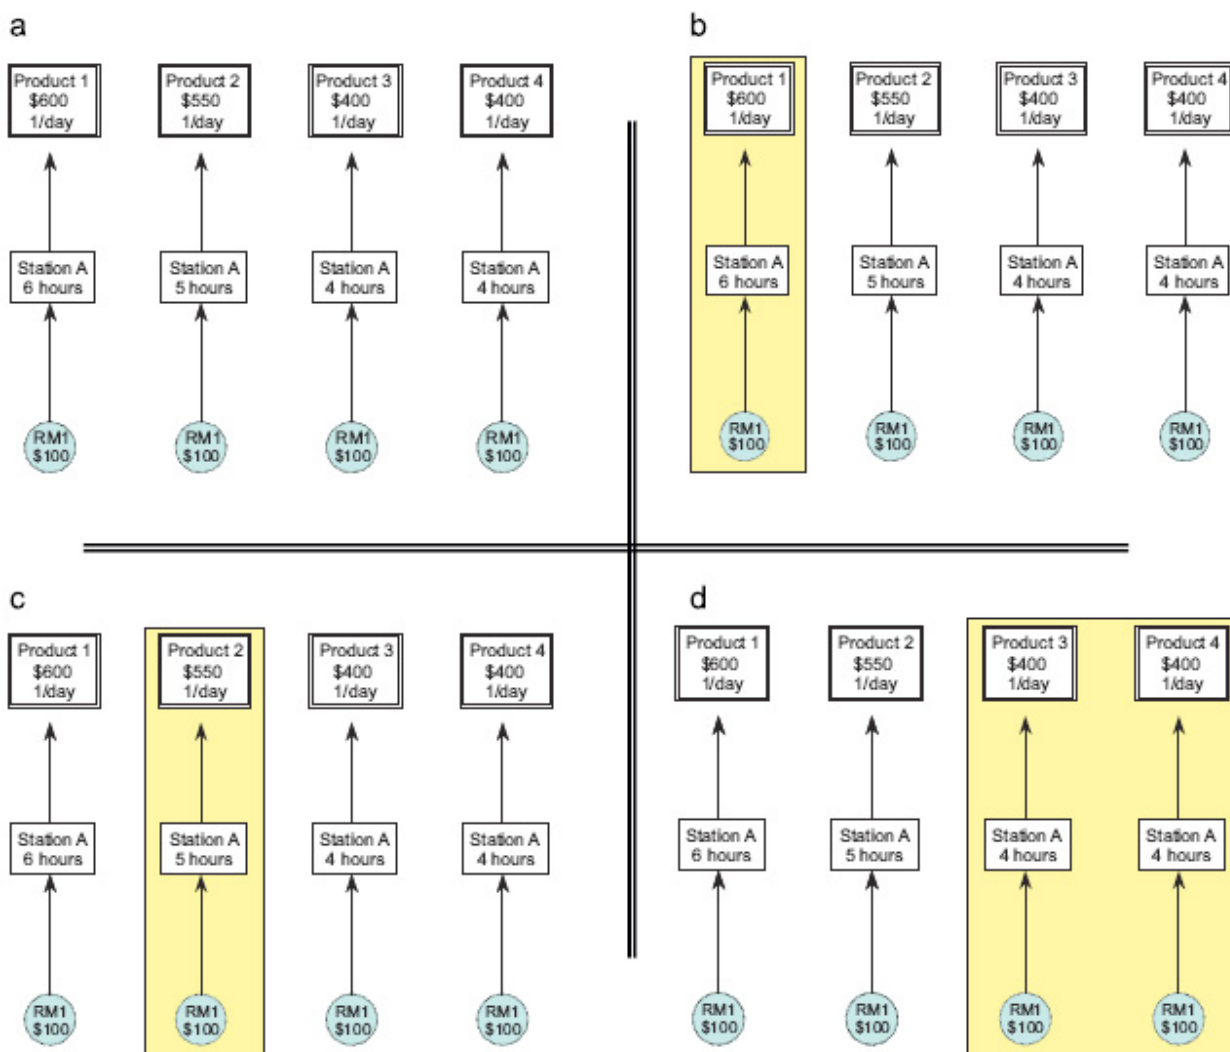 a
Product 1
$600
1/day
Product 2
$550
1/day
Product 3
$400
1/day
Product 4
$400
1/day
Station A
6 hours
Station A
5 hours
Station A
4 hours
Station A
4 hours
RM1
$100
RM1
$100
RM1
$100
RM1
$100
b
Product 1
$600
1/day
Product 2
$550
1/day
Product 3
$400
1/day
Product 4
$400
1/day
Station A
6 hours
Station A
5 hours
Station A
4 hours
Station A
4 hours
RM1
$100
RM1
$100
RM1
$100
RM1
$100
c
Product 1
$600
1/day
Product 2
$550
1/day
Product 3
$400
1/day
Product 4
$400
1/day
Station A
6 hours
Station A
5 hours
Station A
4 hours
Station A
4 hours
RM1
$100
RM1
$100
RM1
$100
RM1
$100
d
Product 1
$600
1/day
Product 2
$550
1/day
Product 3
$400
1/day
Product 4
$400
1/day
Station A
6 hours
Station A
5 hours
Station A
4 hours
Station A
4 hours
RM1
$100
RM1
$100
RM1
$100
RM1
$100